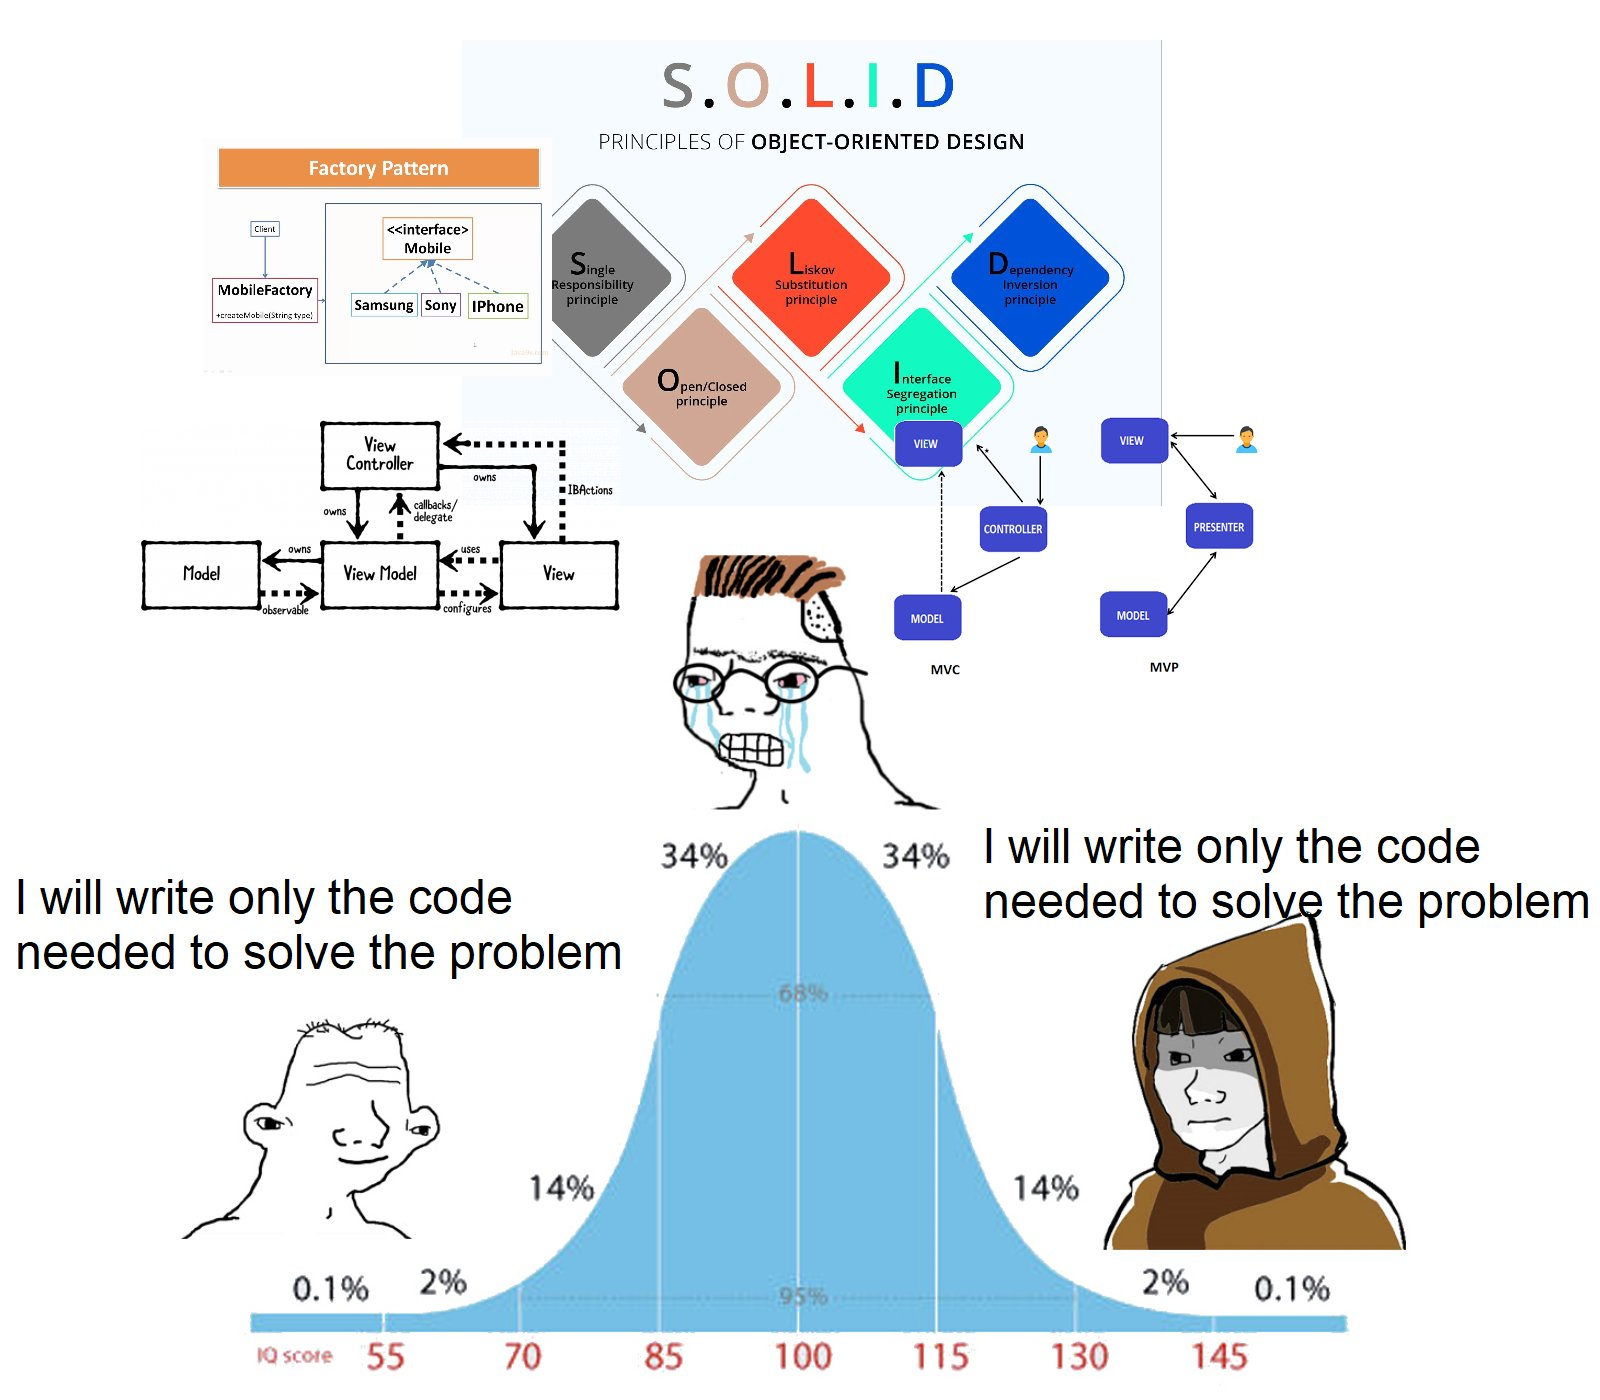 S.O.L.I.D
PRINCIPLES OF OBJECT-ORIENTED DESIGN
Single
Responsibility
principle
Open/Closed
principle
Liskov
Substitution
principle
Interface
Segregation
principle
Dependency
Inversion
principle
Factory Pattern
Client
MobileFactory
+createMobile(String type)
<<interface>
Mobile
Samsung
Sony
IPhone
View
Controller
owns
owns
IBActions
callbacks/
delegate
Model
owns
observable
View Model
uses
configures
View
VIEW
CONTROLLER
MODEL
MVC
VIEW
PRESENTER
MODEL
MVP
I will write only the code
needed to solve the problem
I will write only the code
needed to solve the problem
34%
34%
68%
14%
14%
0.1%
2%
95%
2%
0.1%
IQ score
55
70
85
100
115
130
145